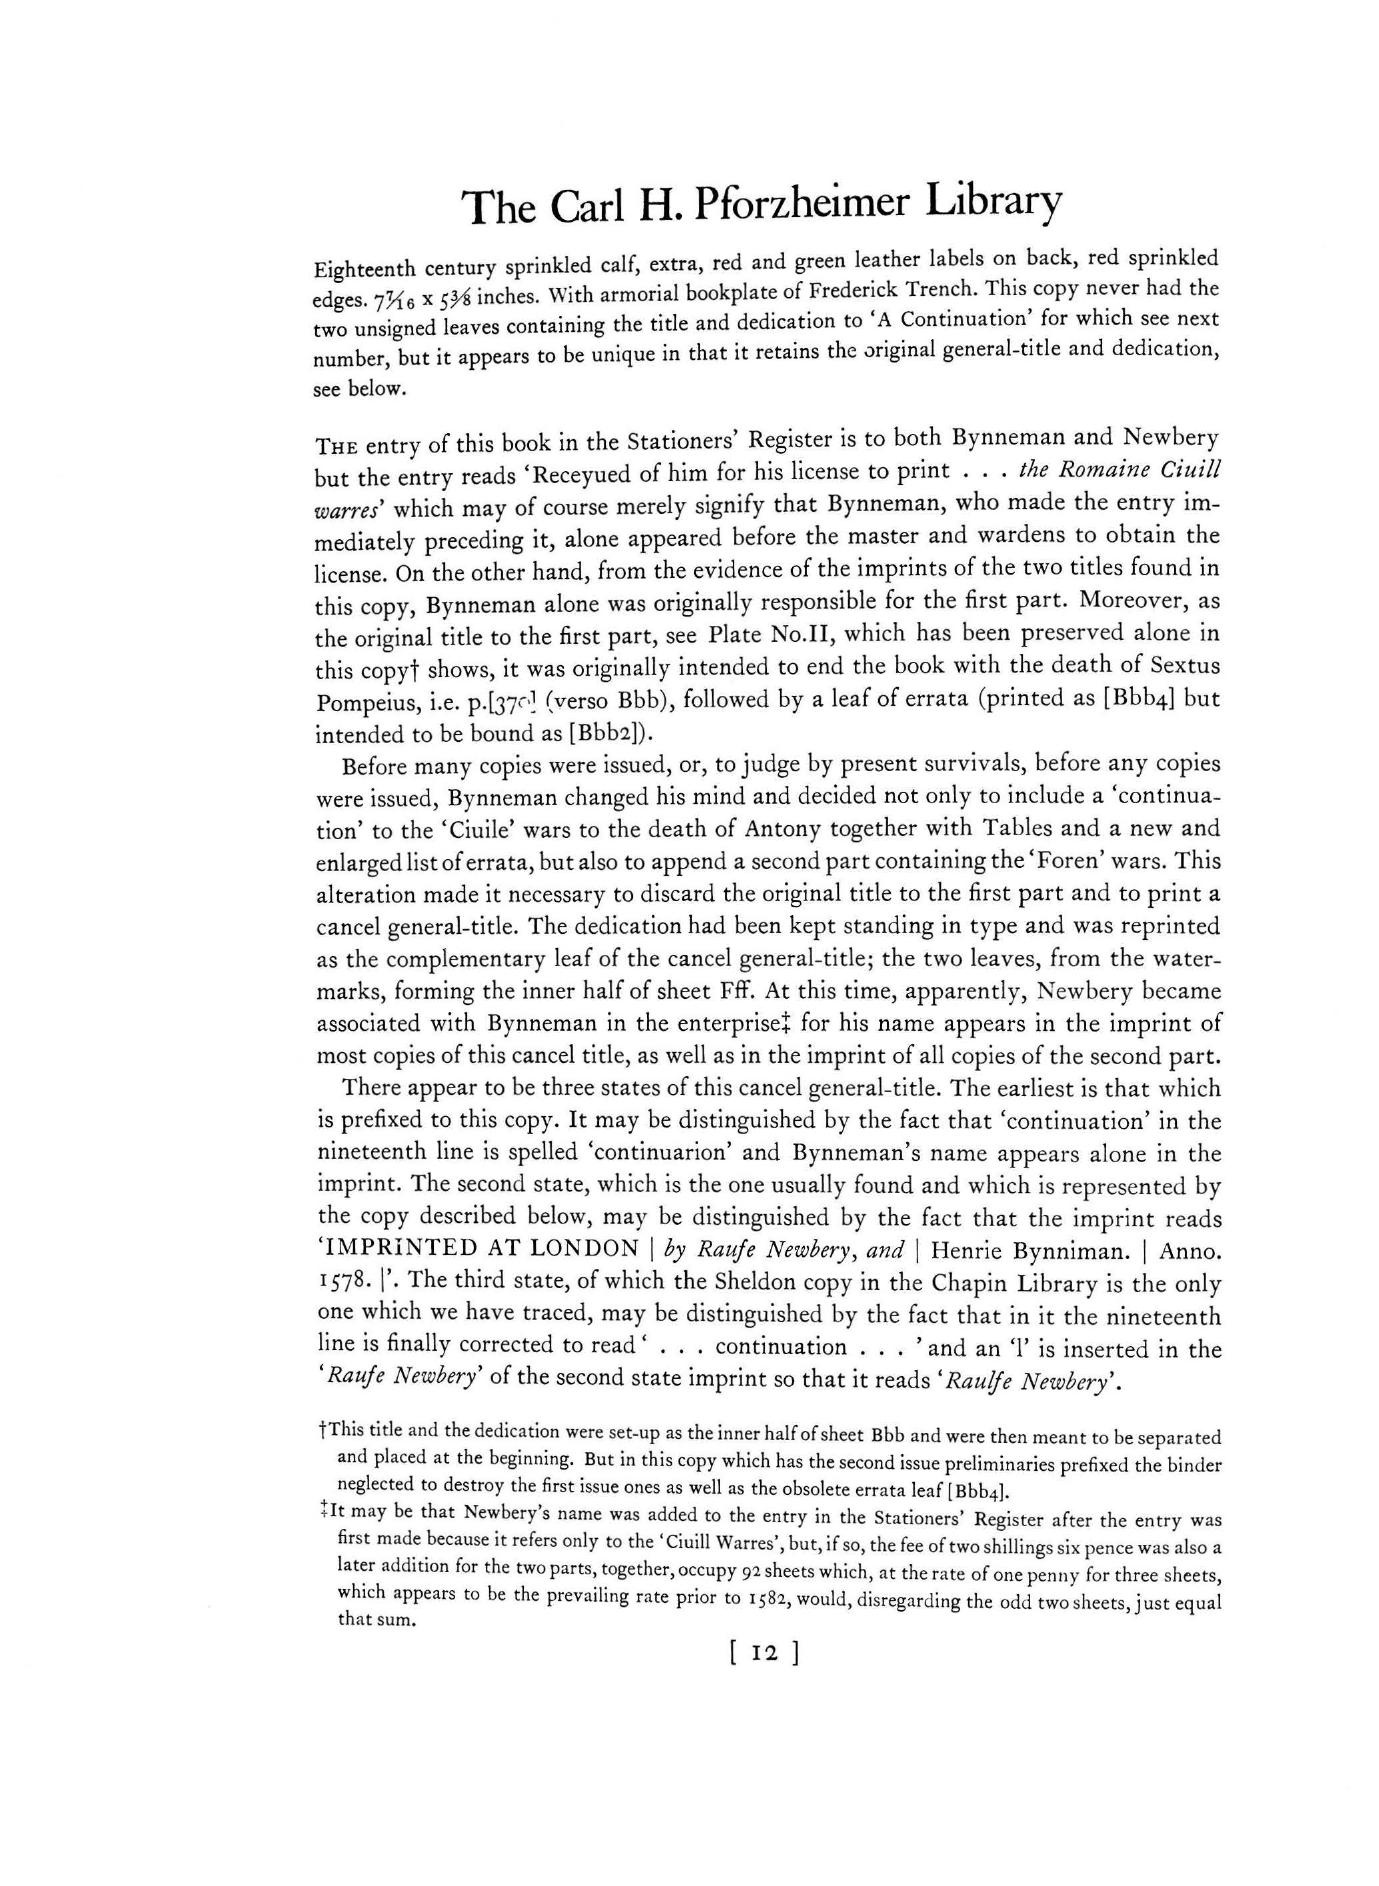 The Carl H. Pforzheimer Library
Eighteenth century sprinkled calf, extra, red and green leather labels on back, red sprinkled
edges. 7 7/16 x 5 3/8 inches. With armorial bookplate of Frederick Trench. This copy never had the
two unsigned leaves containing the title and dedication to ‘A Continuation’ for which see next
number, but it appears to be unique in that it retains the original general-title and dedication,
see below.
THE entry of this book in the Stationers’ Register is to both Bynneman and Newbery
but the entry reads ‘Receyued of him for his license to print . . . the Romaine Ciuill
warres’ which may of course merely signify that Bynneman, who made the entry im-
mediately preceding it, alone appeared before the master and wardens to obtain the
license. On the other hand, from the evidence of the imprints of the two titles found in
this copy, Bynneman alone was originally responsible for the first part. Moreover, as
the original title to the first part, see Plate No.II, which has been preserved alone in
this copy† shows, it was originally intended to end the book with the death of Sextus
Pompeius, i.e. (verso Bbb), followed by a leaf of errata (printed as [Bbb4] but
intended to be bound as [Bbb2]).
Before many copies were issued, or, to judge by present survivals, before any copies
were issued, Bynneman changed his mind and decided not only to include a ‘continua-
tion’ to the ‘Ciuile’ wars to the death of Antony together with Tables and a new and
enlarged list of errata, but also to append a second part containing the ‘Foren’ wars. This
alteration made it necessary to discard the original title to the first part and to print a
cancel general-title. The dedication had been kept standing in type and was reprinted
as the complementary leaf of the cancel general-title; the two leaves, from the water-
marks, forming the inner half of sheet Fff. At this time, apparently, Newbery became
associated with Bynneman in the enterprise‡ for his name appears in the imprint of
most copies of this cancel title, as well as in the imprint of all copies of the second part.
There appear to be three states of this cancel general-title. The earliest is that which
is prefixed to this copy. It may be distinguished by the fact that ‘continuation’ in the
nineteenth line is spelled ‘continuarion’ and Bynneman’s name appears alone in the
imprint. The second state, which is the one usually found and which is represented by
the copy described below, may be distinguished by the fact that the imprint reads
‘IMPRINTED AT LONDON | by Raufe Newbery, and | Henrie Bynniman. | Anno.
1578. |’. The third state, of which the Sheldon copy in the Chapin Library is the only
one which we have traced, may be distinguished by the fact that in it the nineteenth
line is finally corrected to read ‘ . . . continuation . . . ’ and an ‘l’ is inserted in the
‘Raufe Newbery’ of the second state imprint so that it reads ‘Raulfe Newbery’.
†This title and the dedication were set-up as the inner half of sheet Bbb and were then meant to be separated
and placed at the beginning. But in this copy which has the second issue preliminaries prefixed the binder
neglected to destroy the first issue ones as well as the obsolete errata leaf [Bbb4].
‡It may be that Newbery’s name was added to the entry in the Stationers’ Register after the entry was
first made because it refers only to the ‘Ciuill Warres’, but, if so, the fee of two shillings six pence was also a
later addition for the two parts, together, occupy 92 sheets which, at the rate of one penny for three sheets,
which appears to be the prevailing rate prior to 1582, would, disregarding the odd two sheets, just equal
that sum.
[ 12 ]